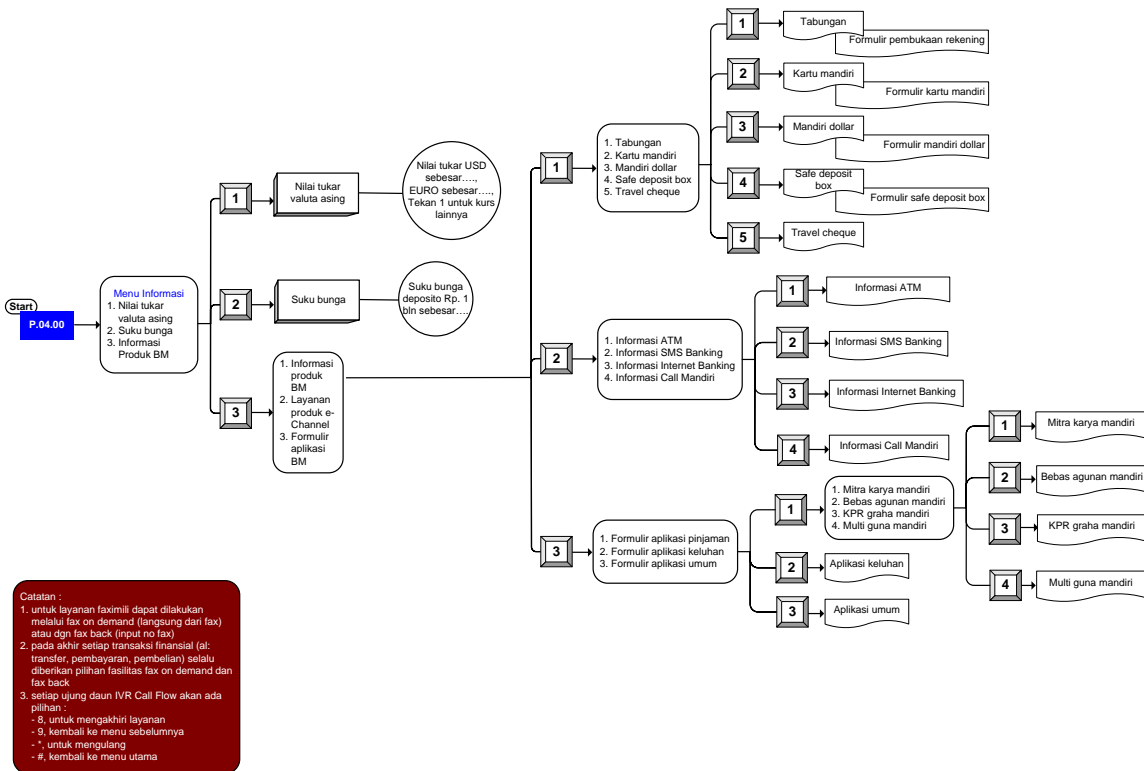 Start
P.04.00
Menu Informasi
1. Nilai tukar
valuta asing
2. Suku bunga
3. Informasi
Produk BM
1
Nilai tukar
valuta asing
Nilai tukar USD
sebesar….,
EURO sebesar….,
Tekan 1 untuk kurs
lainnya
2
Suku bunga
Suku bunga
deposito Rp. 1
bln sebesar….
3
1. Informasi
produk
BM
2. Layanan
produk e-
Channel
3. Formulir
aplikasi
BM
1
1. Tabungan
2. Kartu mandiri
3. Mandiri dollar
4. Safe deposit box
5. Travel cheque
1
Tabungan
Formulir pembukaan rekening
2
Kartu mandiri
Formulir kartu mandiri
3
Mandiri dollar
Formulir mandiri dollar
4
Safe deposit
box
Formulir safe deposit box
5
Travel cheque
2
1. Informasi ATM
2. Informasi SMS Banking
3. Informasi Internet Banking
4. Informasi Call Mandiri
1
Informasi ATM
2
Informasi SMS Banking
3
Informasi Internet Banking
4
Informasi Call Mandiri
3
1. Formulir aplikasi pinjaman
2. Formulir aplikasi keluhan
3. Formulir aplikasi umum
1
1. Mitra karya mandiri
2. Bebas agunan mandiri
3. KPR graha mandiri
4. Multi guna mandiri
1
Mitra karya mandiri
2
Bebas agunan mandiri
3
KPR graha mandiri
4
Multi guna mandiri
2
Aplikasi keluhan
3
Aplikasi umum
Catatan :
1. untuk layanan faximili dapat dilakukan
melalui fax on demand (langsung dari fax)
atau dgn fax back (input no fax)
2. pada akhir setiap transaksi finansial (al:
transfer, pembayaran, pembelian) selalu
diberikan pilihan fasilitas fax on demand dan
fax back
3. setiap ujung daun IVR Call Flow akan ada
pilihan :
- 8, untuk mengakhiri layanan
- 9, kembali ke menu sebelumnya
- *, untuk mengulang
- #, kembali ke menu utama